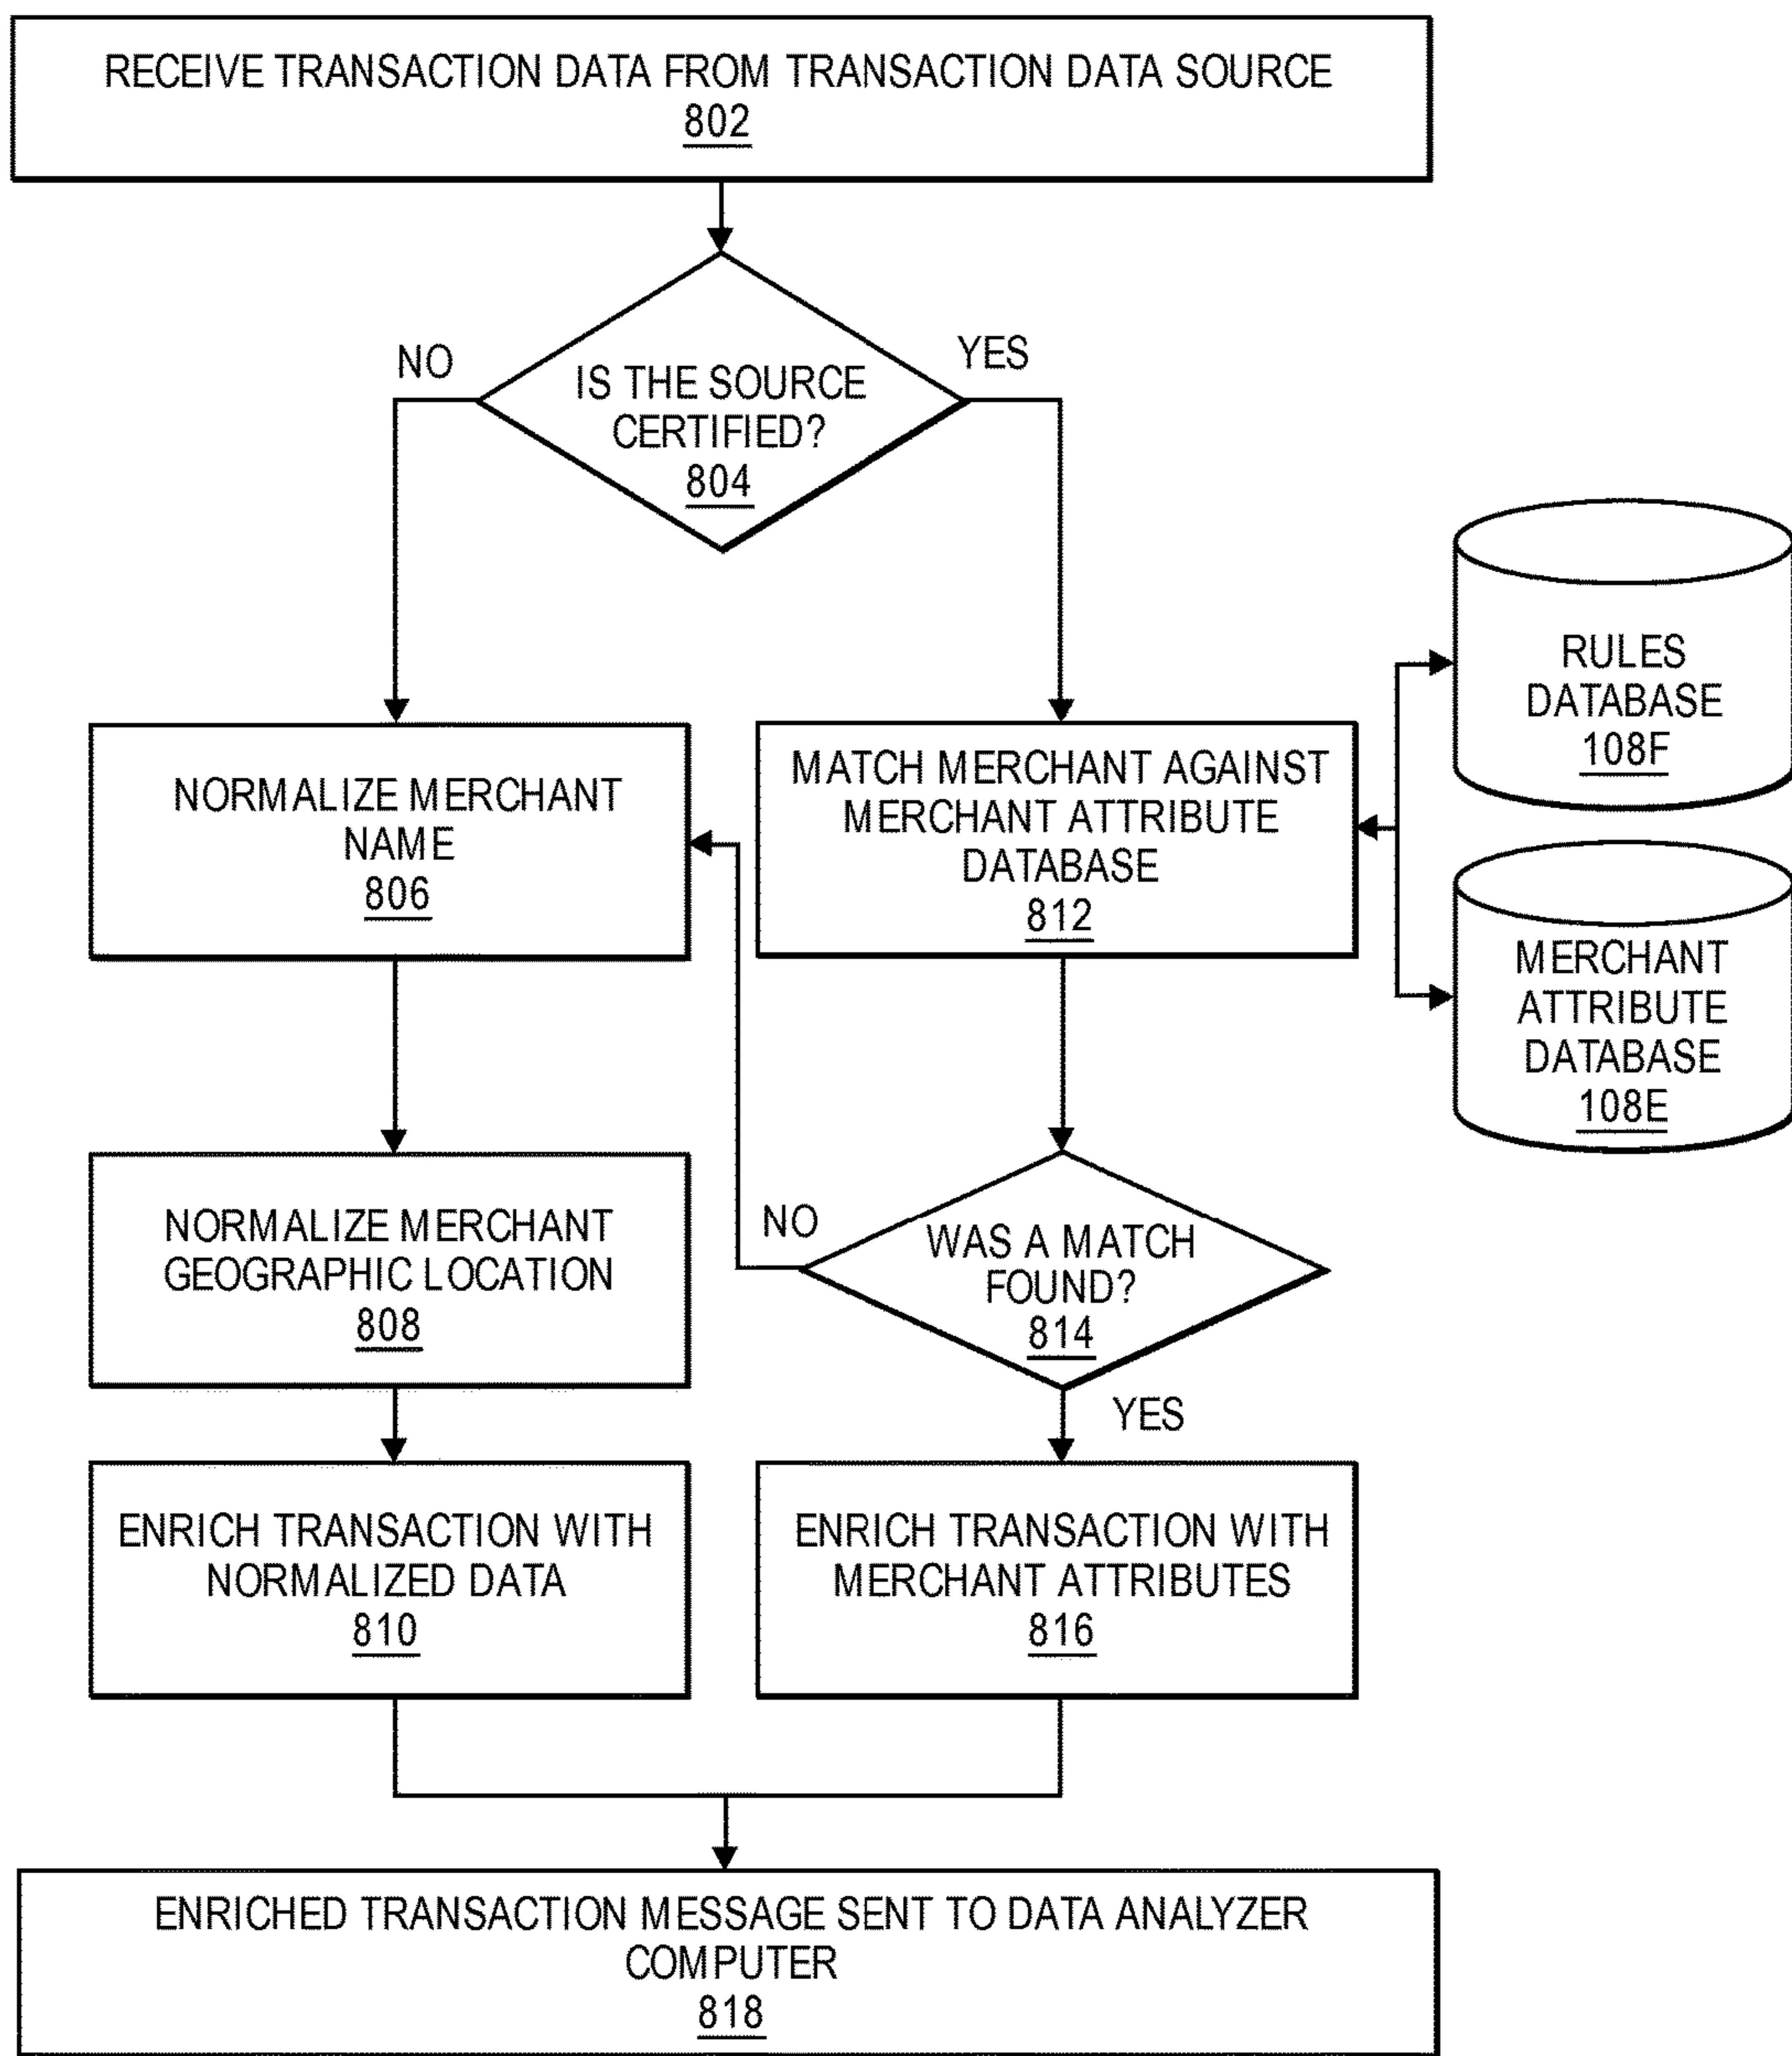 RECEIVE TRANSACTION DATA FROM TRANSACTION DATA SOURCE
802
NO
YES
IS THE SOURCE
CERTIFIED?
804
RULES
DATABASE
108F
NORMALIZE MERCHANT
NAME
806
MATCH MERCHANT AGAINST
MERCHANT ATTRIBUTE
DATABASE
812
MERCHANT
ATTRIBUTE
DATABASE
108E
NORMALIZE MERCHANT
GEOGRAPHIC LOCATION
808
NO
WAS A MATCH
FOUND?
814
YES
ENRICH TRANSACTION WITH
NORMALIZED DATA
810
ENRICH TRANSACTION WITH
MERCHANT ATTRIBUTES
816
ENRICHED TRANSACTION MESSAGE SENT TO DATA ANALYZER
COMPUTER
818